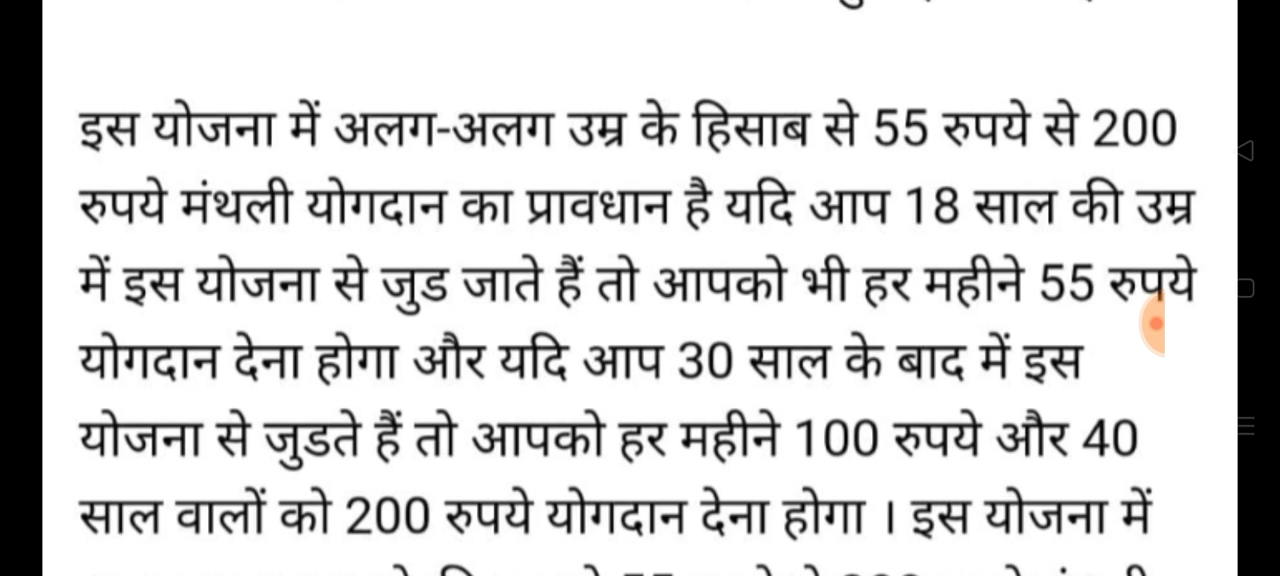 इस योजना में अलग-अलग उम्र के हिसाब से 55 रुपये से 200
रुपये मंथली योगदान का प्रावधान है यदि आप 18 साल की उम्र
में इस योजना से जुड जाते हैं तो आपको भी हर महीने 55 रुपये
योगदान देना होगा और यदि आप 30 साल के बाद में इस
योजना से जुडते हैं तो आपको हर महीने 100 रुपये और 40
साल वालों को 200 रुपये योगदान देना होगा । इस योजना में